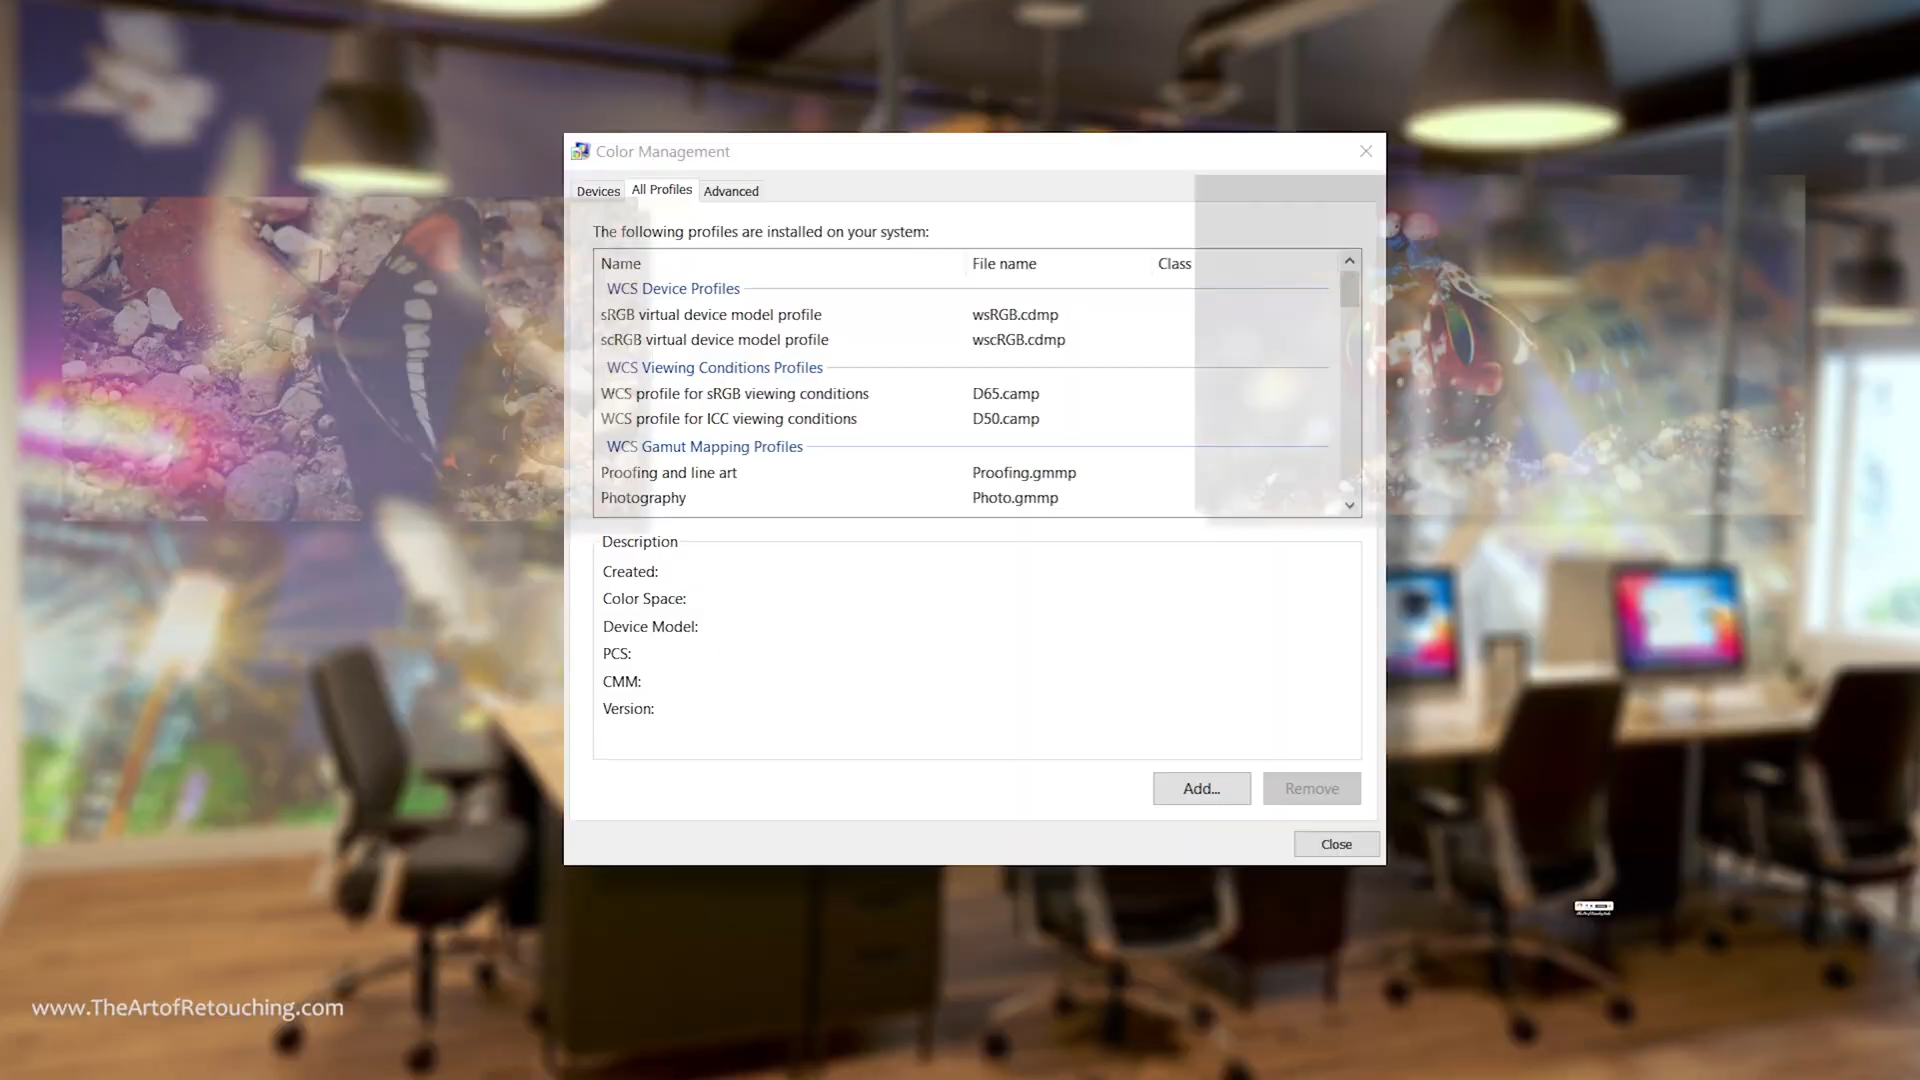 Color Management
Devices All Profiles Advanced
The following profiles are installed on your system:
Name File name Class
WCS Device Profiles
sRGB virtual device model profile wsRGB.cdmp
scRGB virtual device model profile wscRGB.cdmp
WCS Viewing Conditions Profiles
WCS profile for sRGB viewing conditions D65.camp
WCS profile for ICC viewing conditions D50.camp
WCS Gamut Mapping Profiles
Proofing and line art Proofing.gmmp
Photography Photo.gmmp
Description
Created:
Color Space:
Device Model:
PCS:
CMM:
Version:
Add... Remove
Close
www.TheArtofRetouching.com